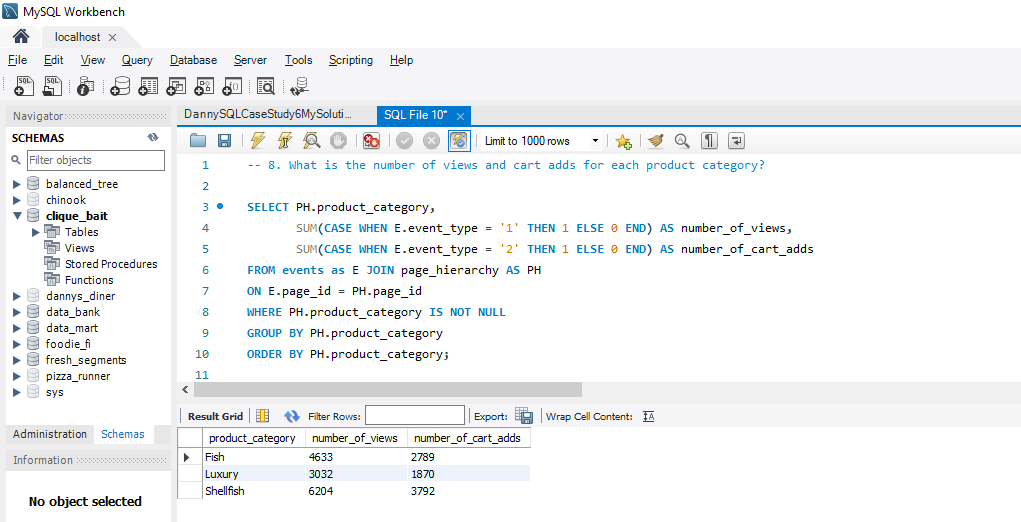 MySQL Workbench
localhost
File Edit View Query Database Server Tools Scripting Help
Navigator
SCHEMAS
Filter objects
balanced_tree
chinook
clique_bait
Tables
Views
Stored Procedures
Functions
dannys_diner
data_bank
data_mart
foodie_fi
fresh_segments
pizza_runner
sys
Administration Schemas
Information
No object selected
DannySQLCaseStudy6MySoluti... SQL File 10*
Limit to 1000 rows
1 -- 8. What is the number of views and cart adds for each product category?
2
3 SELECT PH.product_category,
4 SUM(CASE WHEN E.event_type = '1' THEN 1 ELSE 0 END) AS number_of_views,
5 SUM(CASE WHEN E.event_type = '2' THEN 1 ELSE 0 END) AS number_of_cart_adds
6 FROM events as E JOIN page_hierarchy AS PH
7 ON E.page_id = PH.page_id
8 WHERE PH.product_category IS NOT NULL
9 GROUP BY PH.product_category
10 ORDER BY PH.product_category;
11
Result Grid Filter Rows: Export: Wrap Cell Content:
product_category number_of_views number_of_cart_adds
Fish 4633 2789
Luxury 3032 1870
Shellfish 6204 3792